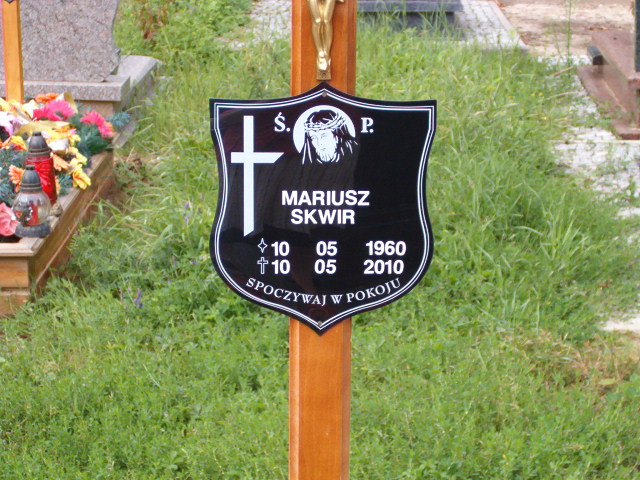 Ś. P.
MARIUSZ
SKWIR
10 05 1960
10 05 2010
SPOCZYWAJ W POKOJU